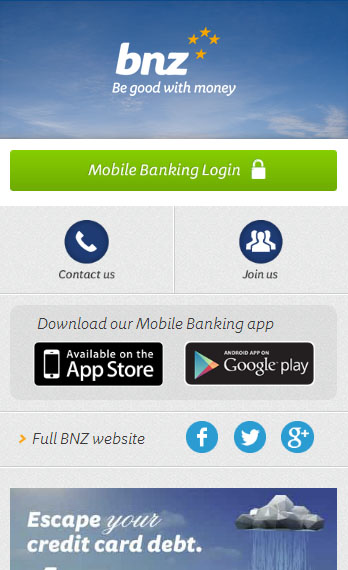 bnz
Be good with money
Mobile Banking Login
Contact us
Join us
Download our Mobile Banking app
Available on the
App Store
ANDROID APP ON
Google play
Full BNZ website
f
g+
Escape your
credit card debt.